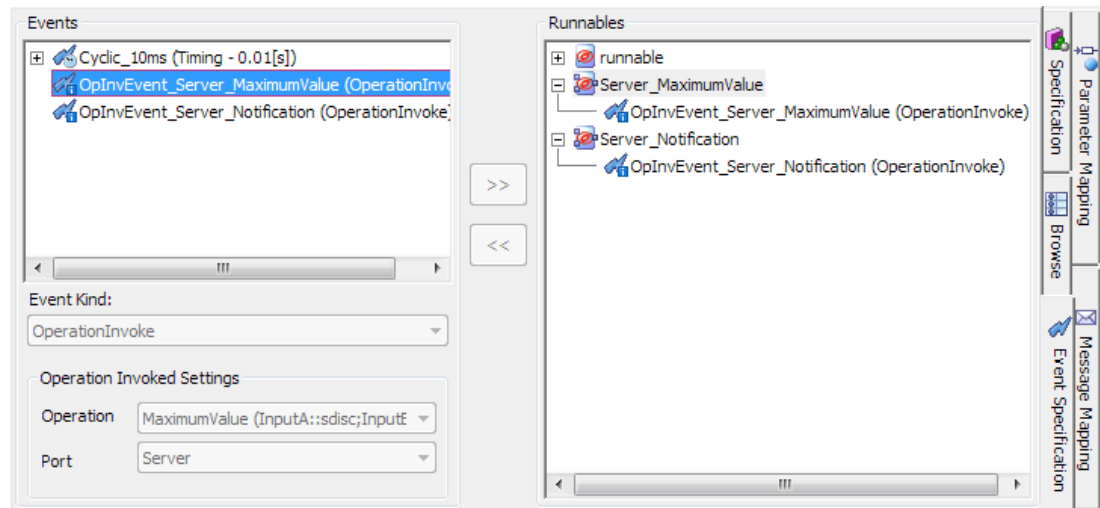 Events
Cyclic_10ms (Timing - 0.01[s])
OpInvEvent_Server_MaximumValue (OperationInvo
OpInvEvent_Server_Notification (OperationInvoke)
Event Kind:
OperationInvoke
Operation Invoked Settings
Operation
MaximumValue (InputA::sdisc;InputE
Port
Server
>>
<<
Runnables
runnable
Server_MaximumValue
OpInvEvent_Server_MaximumValue (OperationInvoke)
Server_Notification
OpInvEvent_Server_Notification (OperationInvoke)
Specification
Browse
Event Specification
Parameter Mapping
Message Mapping